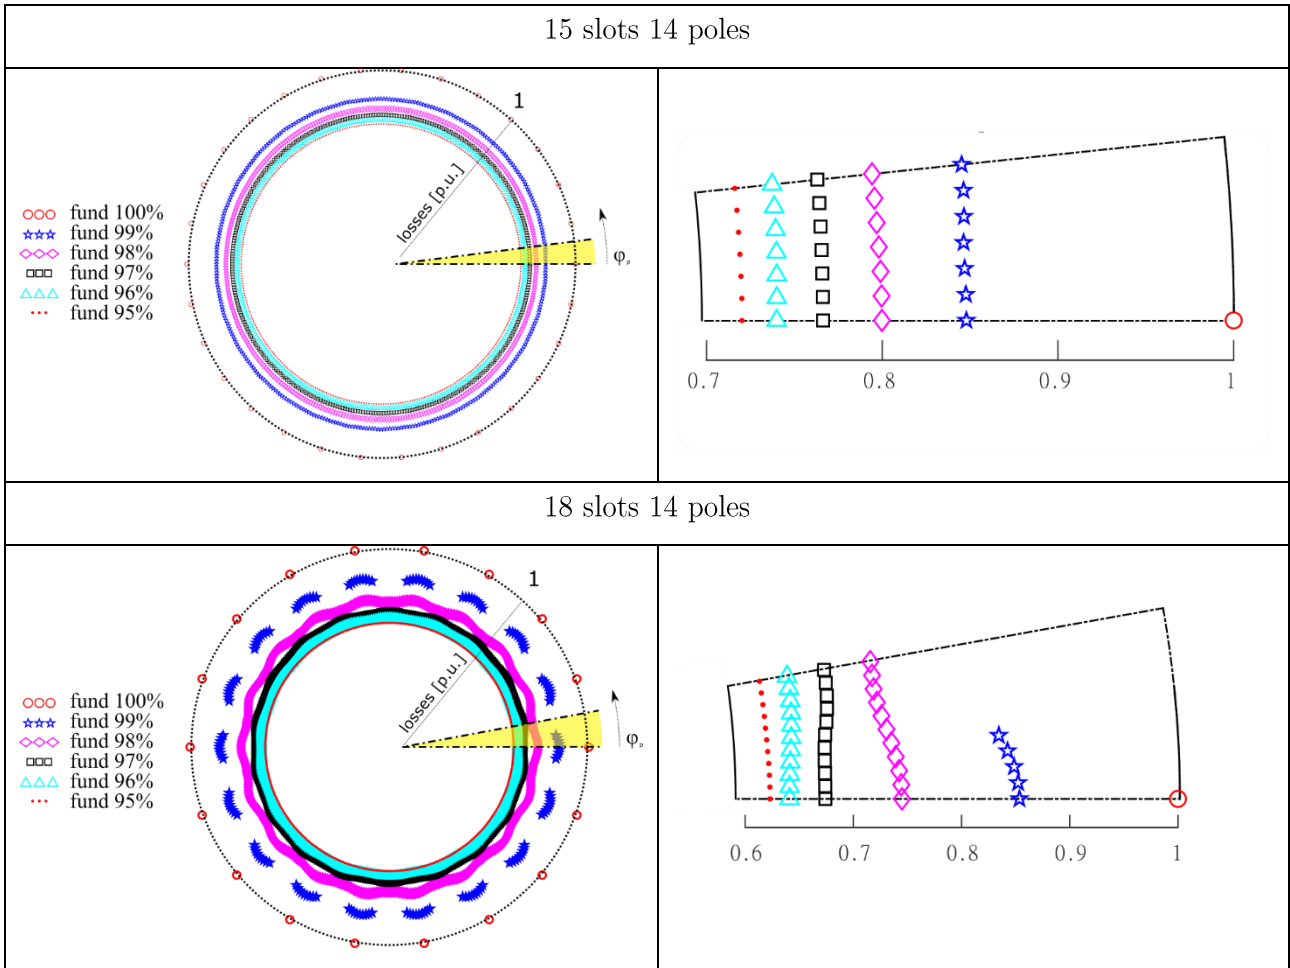 15 slots 14 poles
1
losses [p.u.]
fund 100%
fund 99%
fund 98%
fund 97%
fund 96%
fund 95%
φₚ
0.7 0.8 0.9 1
18 slots 14 poles
1
losses [p.u.]
fund 100%
fund 99%
fund 98%
fund 97%
fund 96%
fund 95%
φₚ
0.6 0.7 0.8 0.9 1